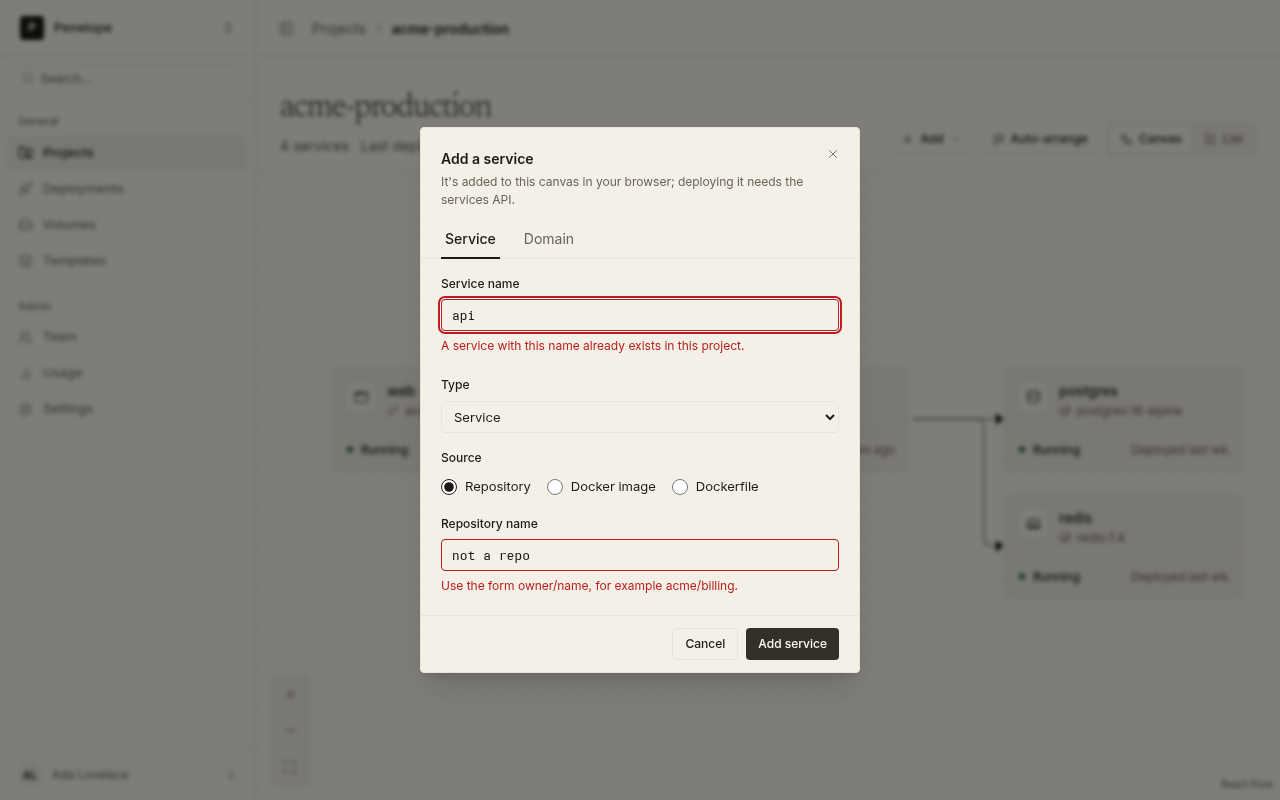 Penelope
Projects
acme-production
Search...
General
Projects
Deployments
Volumes
Templates
Admin
Team
Usage
Settings
Ada Lovelace
AL
acme-production
4 services
Add
Auto-arrange
Canvas
List
Add a service
It's added to this canvas in your browser; deploying it needs the
services API.
Service
Domain
Service name
api
A service with this name already exists in this project.
Type
Service
Source
Repository
Docker image
Dockerfile
Repository name
not a repo
Use the form owner/name, for example acme/billing.
Cancel
Add service
web
Running
ago
postgres
postgres:16-alpine
Running
Deployed last wk.
redis
redis:7.4
Running
Deployed last wk.
React Flow